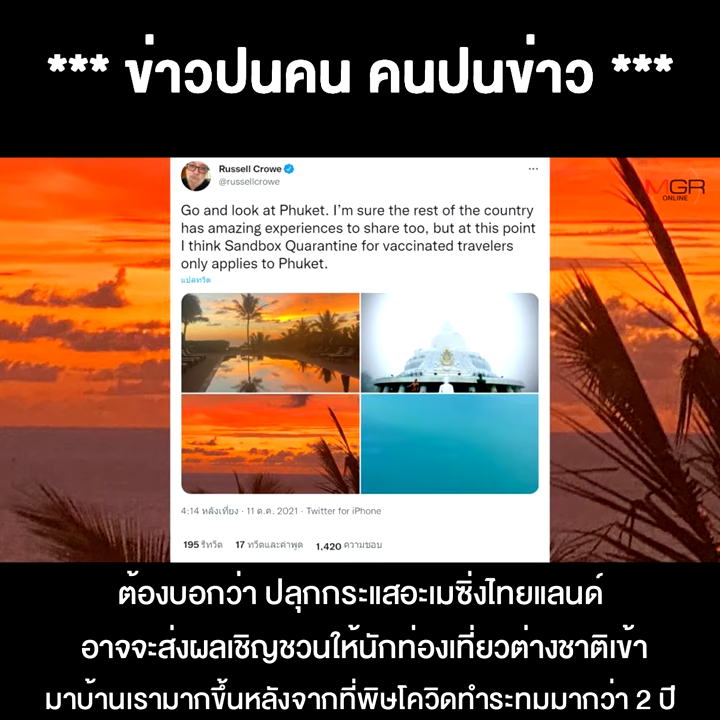 *** ข่าวปนคน คนปนข่าว ***
Russell Crowe
@russellcrowe
MGR
ONLINE
Go and look at Phuket. I'm sure the rest of the country
has amazing experiences to share too, but at this point
I think Sandbox Quarantine for vaccinated travelers
only applies to Phuket.
แปลทวีต
4:14 หลังเที่ยง · 11 ต.ค. 2021 · Twitter for iPhone
195 รีทวีต 17 ทวีตและคำพูด 1,420 ความชอบ
ต้องบอกว่า ปลุกกระแสอะเมซิ่งไทยแลนด์
อาจจะส่งผลเชิญชวนให้นักท่องเที่ยวต่างชาติเข้า
มาบ้านเรามากขึ้นหลังจากที่พิษโควิดทำระทมมากว่า 2 ปี